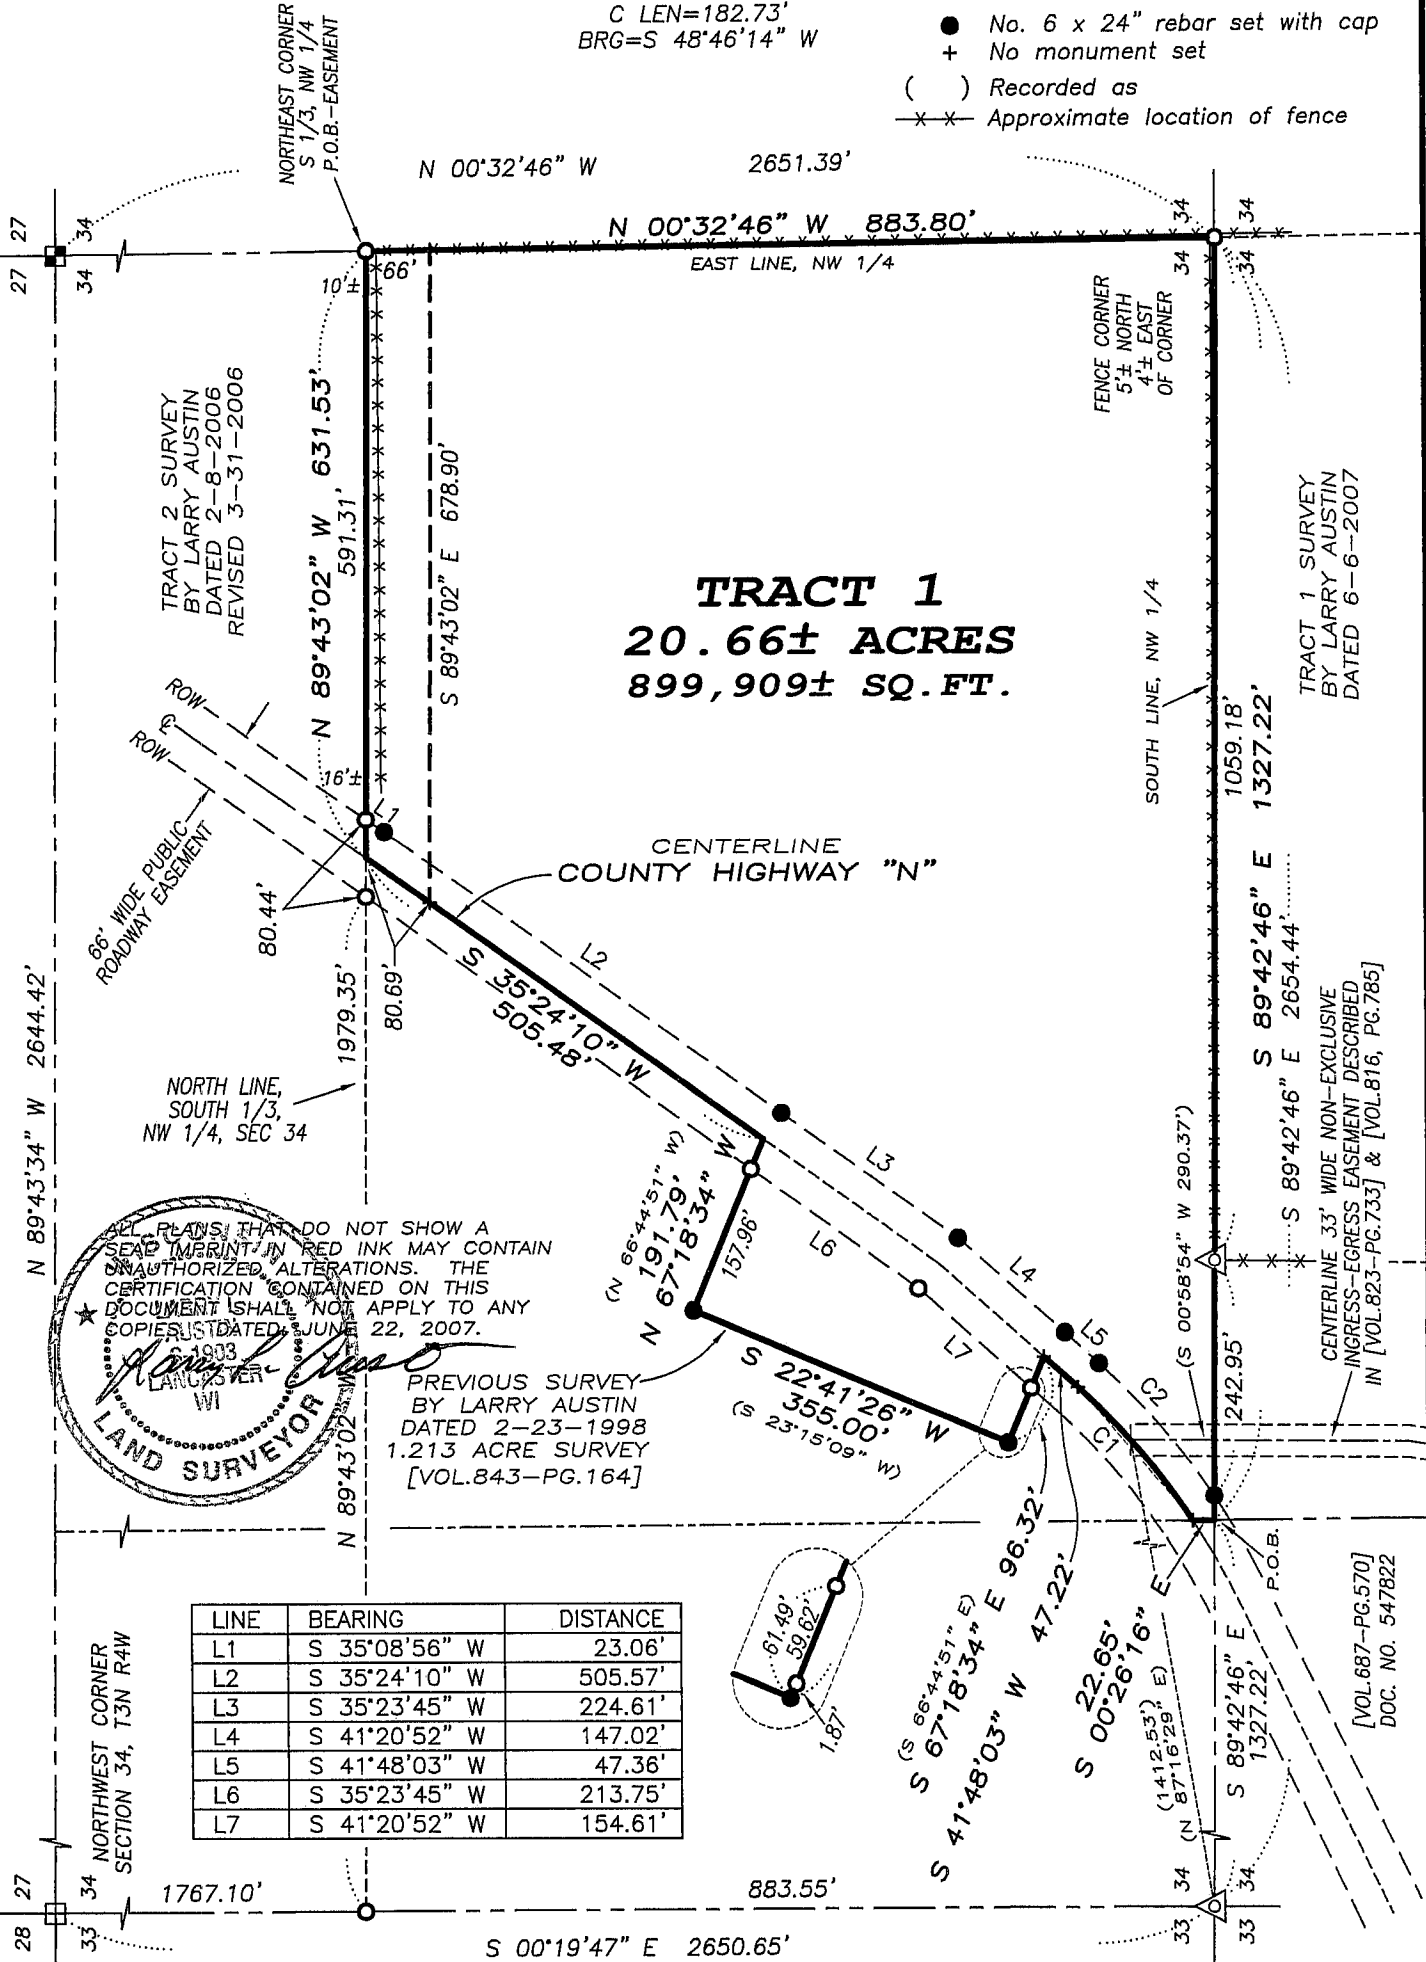 C LEN=182.73'
BRG=S 48°46'14" W
No. 6 x 24" rebar set with cap
+ No monument set
( ) Recorded as
Approximate location of fence
NORTHEAST CORNER
S 1/3, NW 1/4
P.O.B.-EASEMENT
N 00°32'46" W 2651.39'
N 00°32'46" W 883.80'
EAST LINE, NW 1/4
27
34
27
34
34
34
34
34
10'±
66'
FENCE CORNER
5'± NORTH
4'± EAST
OF CORNER
TRACT 2 SURVEY
BY LARRY AUSTIN
DATED 2-8-2006
REVISED 3-31-2006
N 89°43'02" W 631.53'
591.31'
S 89°43'02" E 678.90'
TRACT 1
20.66± ACRES
899,909± SQ.FT.
SOUTH LINE, NW 1/4
1059.18'
S 89°42'46" E 1327.22'
S 89°42'46" E 2654.44'
TRACT 1 SURVEY
BY LARRY AUSTIN
DATED 6-6-2007
ROW
℄
ROW
66' WIDE PUBLIC
ROADWAY EASEMENT
16'±
L1
80.44'
80.69'
1979.35'
CENTERLINE
COUNTY HIGHWAY "N"
L2
S 35°24'10" W
505.48'
N 89°43'34" W 2644.42'
NORTH LINE,
SOUTH 1/3,
NW 1/4, SEC 34
L3
L4
L5
L6
L7
C1
C2
(N 66°44'51" W)
191.79'
N 67°18'34" W
157.96'
S 22°41'26" W
355.00'
(S 23°15'09" W)
(S 00°58'54" W 290.37')
242.95'
CENTERLINE 33' WIDE NON-EXCLUSIVE
INGRESS-EGRESS EASEMENT DESCRIBED
IN [VOL.823-PG.733] & [VOL.816, PG.785]
ALL PLANS THAT DO NOT SHOW A
SEAL IMPRINT IN RED INK MAY CONTAIN
UNAUTHORIZED ALTERATIONS. THE
CERTIFICATION CONTAINED ON THIS
DOCUMENT SHALL NOT APPLY TO ANY
COPIES. DATED, JUNE 22, 2007.
AUSTIN
1903
LANCASTER
WI
LAND SURVEYOR
N 89°43'02" W
PREVIOUS SURVEY
BY LARRY AUSTIN
DATED 2-23-1998
1.213 ACRE SURVEY
[VOL.843-PG.164]
61.49'
59.62'
1.87'
(S 66°44'51" E)
S 67°18'34" E 96.32'
S 41°48'03" W 47.22'
22.65'
S 00°26'16" E
P.O.B.
(1412.53')
(N 87°16'29" E)
S 89°42'46" E
1327.22'
[VOL.687-PG.570]
DOC. NO. 547822
LINE BEARING DISTANCE
L1 S 35°08'56" W 23.06'
L2 S 35°24'10" W 505.57'
L3 S 35°23'45" W 224.61'
L4 S 41°20'52" W 147.02'
L5 S 41°48'03" W 47.36'
L6 S 35°23'45" W 213.75'
L7 S 41°20'52" W 154.61'
NORTHWEST CORNER
SECTION 34, T3N R4W
27
34
28
33
1767.10'
883.55'
34
34
33
33
S 00°19'47" E 2650.65'